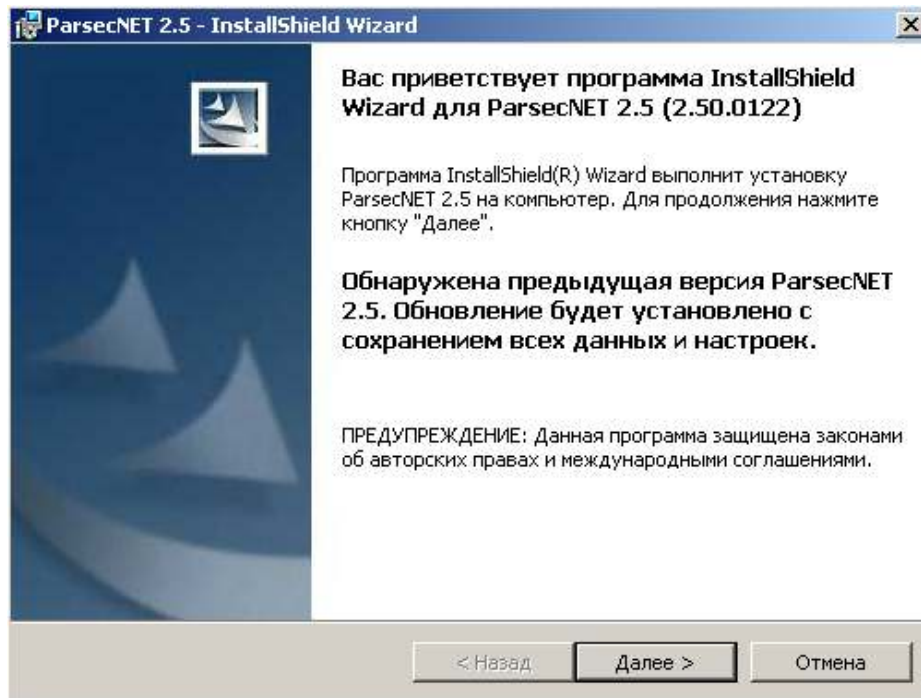 ParsecNET 2.5 - InstallShield Wizard
Вас приветствует программа InstallShield
Wizard для ParsecNET 2.5 (2.50.0122)
Программа InstallShield(R) Wizard выполнит установку
ParsecNET 2.5 на компьютер. Для продолжения нажмите
кнопку "Далее".
Обнаружена предыдущая версия ParsecNET
2.5. Обновление будет установлено с
сохранением всех данных и настроек.
ПРЕДУПРЕЖДЕНИЕ: Данная программа защищена законами
об авторских правах и международными соглашениями.
< Назад
Далее >
Отмена